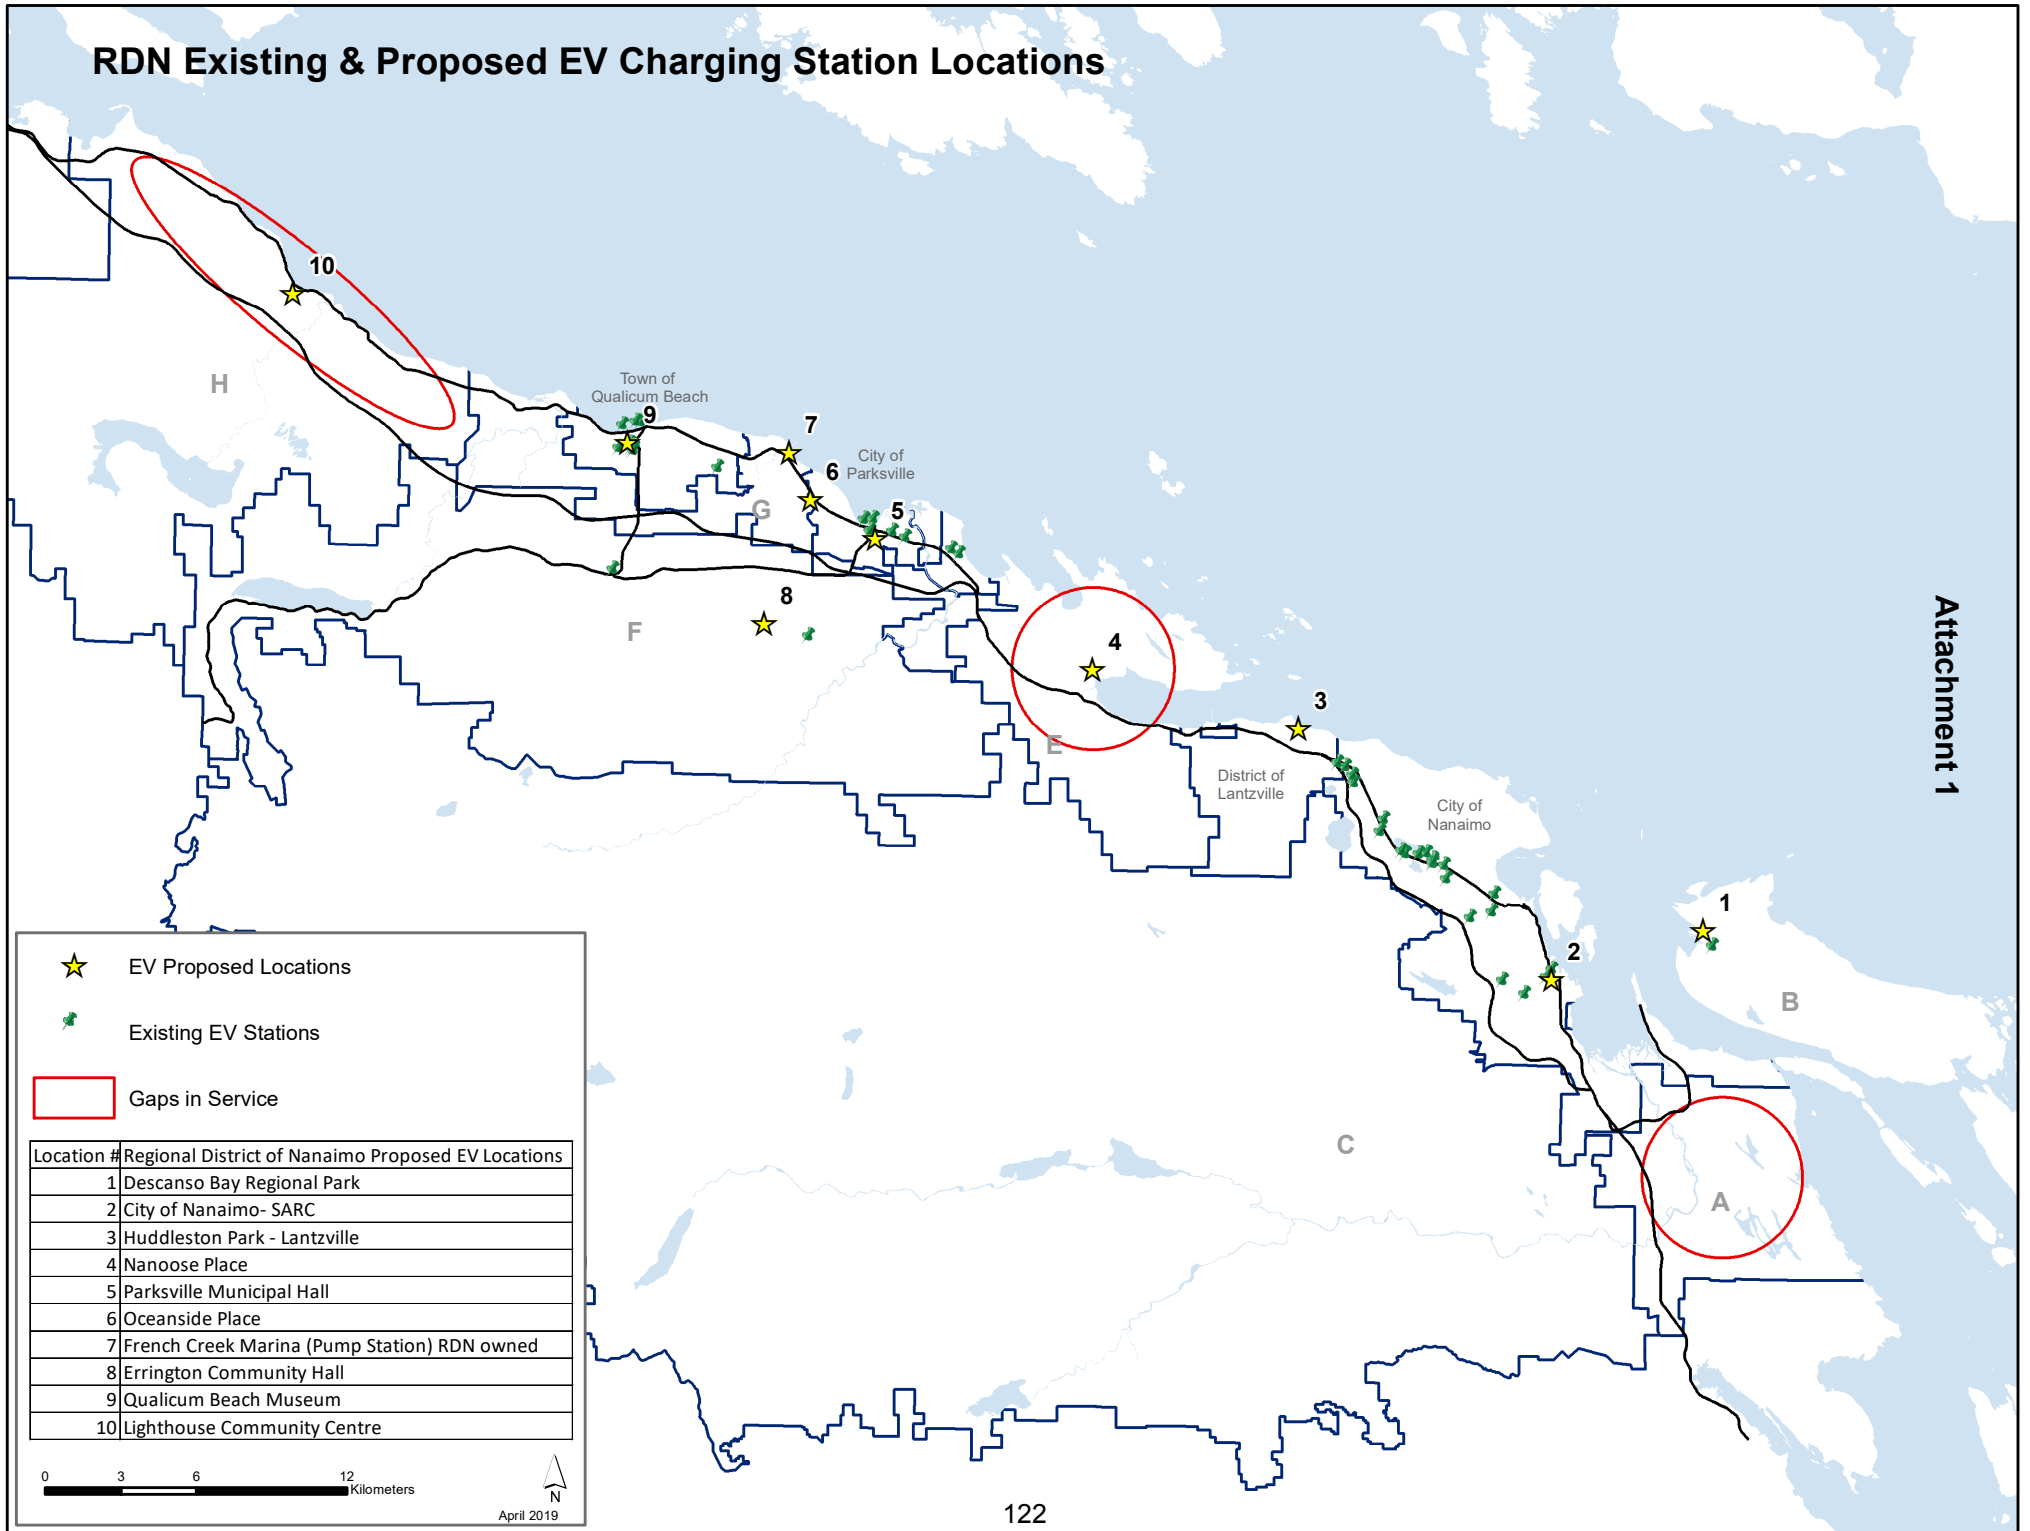 RDN Existing & Proposed EV Charging Station Locations
10
H
Town of
Qualicum Beach
9
7
City of
Parksville
6
G
5
8
F
4
E
3
District of
Lantzville
City of
Nanaimo
1
2
B
C
A
Attachment 1
EV Proposed Locations
Existing EV Stations
Gaps in Service
Location # Regional District of Nanaimo Proposed EV Locations
1 Descanso Bay Regional Park
2 City of Nanaimo- SARC
3 Huddleston Park - Lantzville
4 Nanoose Place
5 Parksville Municipal Hall
6 Oceanside Place
7 French Creek Marina (Pump Station) RDN owned
8 Errington Community Hall
9 Qualicum Beach Museum
10 Lighthouse Community Centre
0 3 6 12
Kilometers
N
April 2019
122